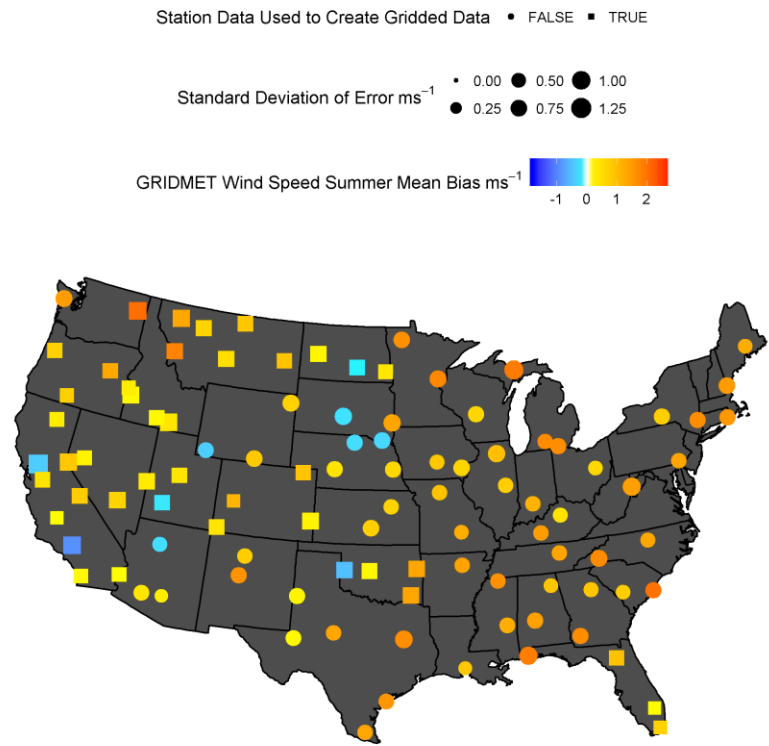 Station Data Used to Create Gridded Data FALSE TRUE
Standard Deviation of Error ms⁻¹
0.00 0.50 1.00
0.25 0.75 1.25
GRIDMET Wind Speed Summer Mean Bias ms⁻¹
-1 0 1 2